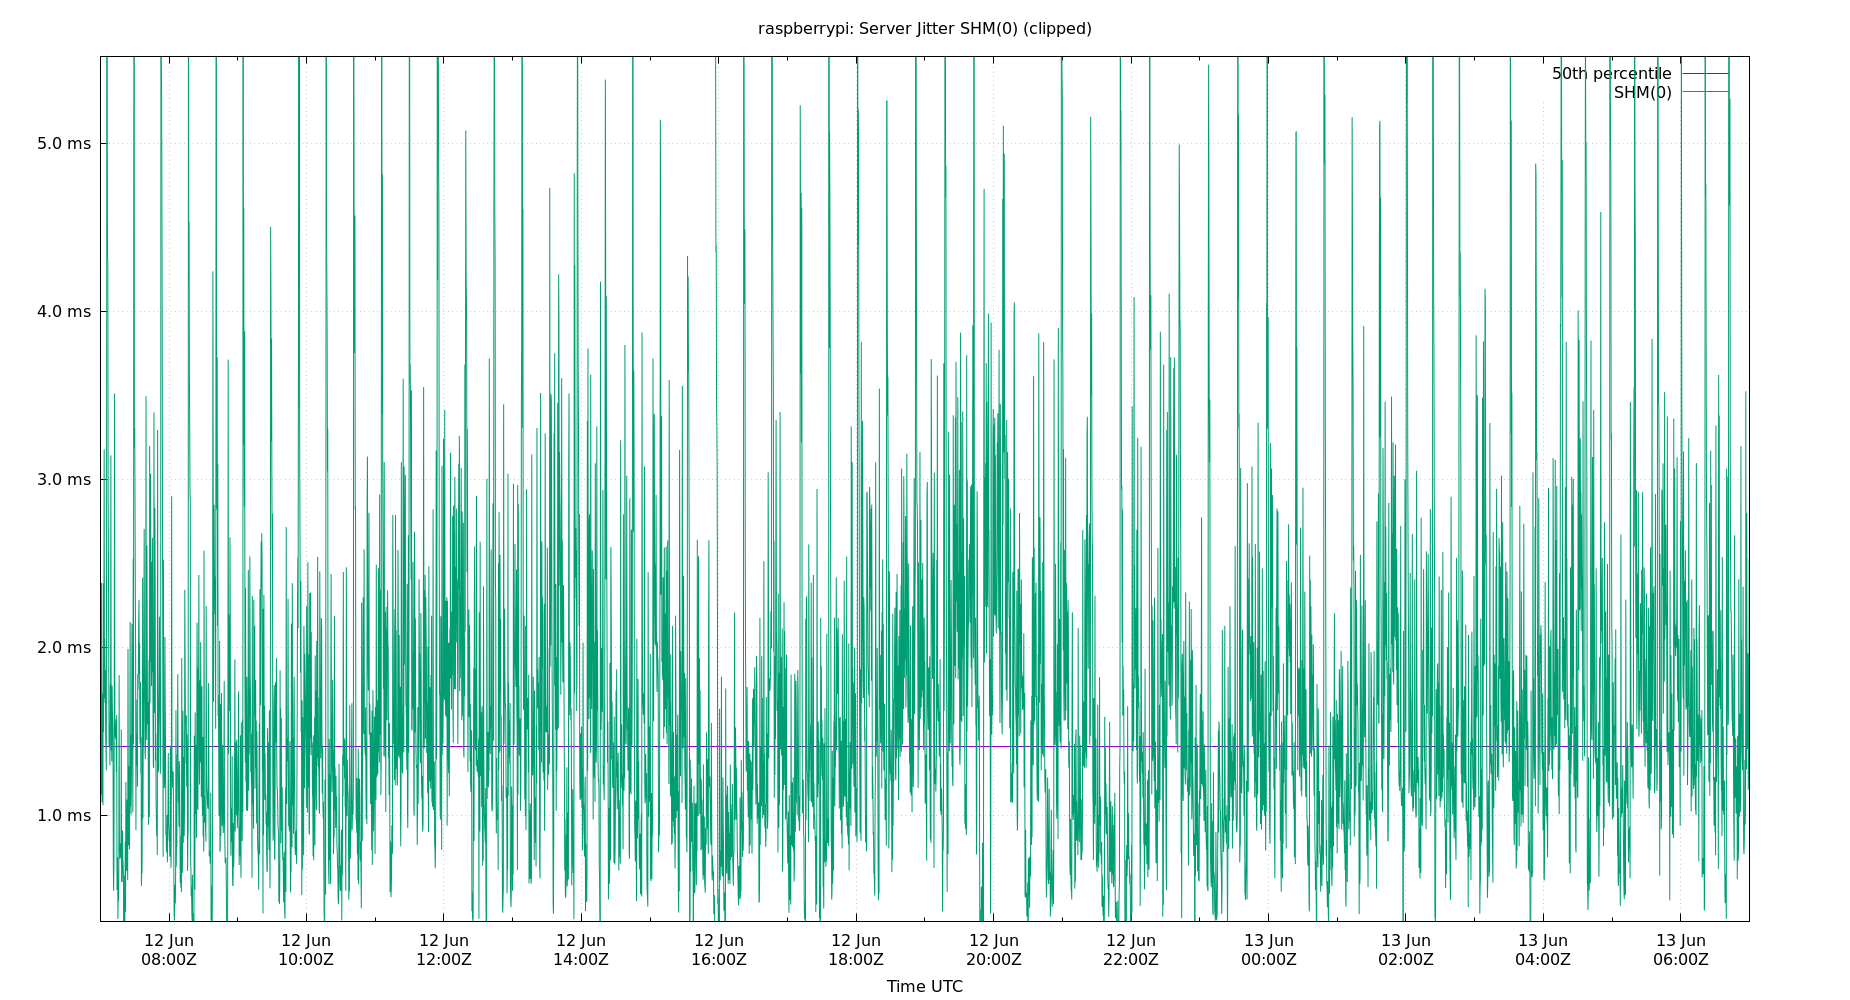 raspberrypi: Server Jitter SHM(0) (clipped)
50th percentile
SHM(0)
5.0 ms
4.0 ms
3.0 ms
2.0 ms
1.0 ms
12 Jun 12 Jun 12 Jun 12 Jun 12 Jun 12 Jun 12 Jun 12 Jun 13 Jun 13 Jun 13 Jun 13 Jun
08:00Z 10:00Z 12:00Z 14:00Z 16:00Z 18:00Z 20:00Z 22:00Z 00:00Z 02:00Z 04:00Z 06:00Z
Time UTC